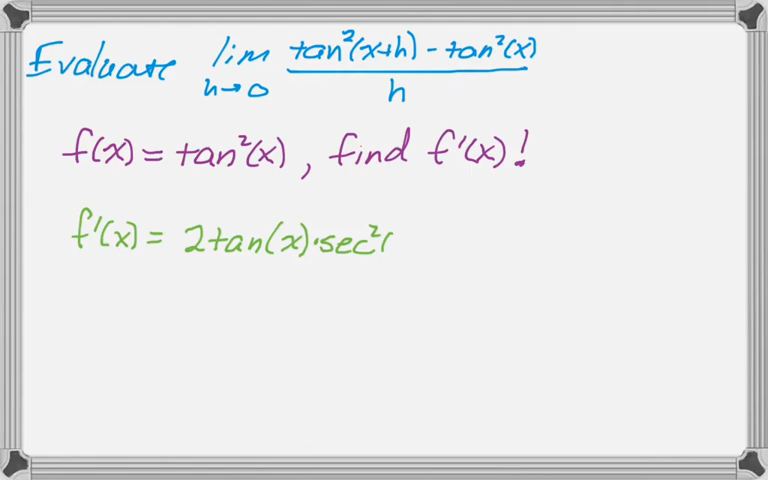 Evaluate lim h→0 tan²(x+h) - tan²(x) / h
f(x) = tan²(x), find f'(x)!
f'(x) = 2tan(x)·sec²(